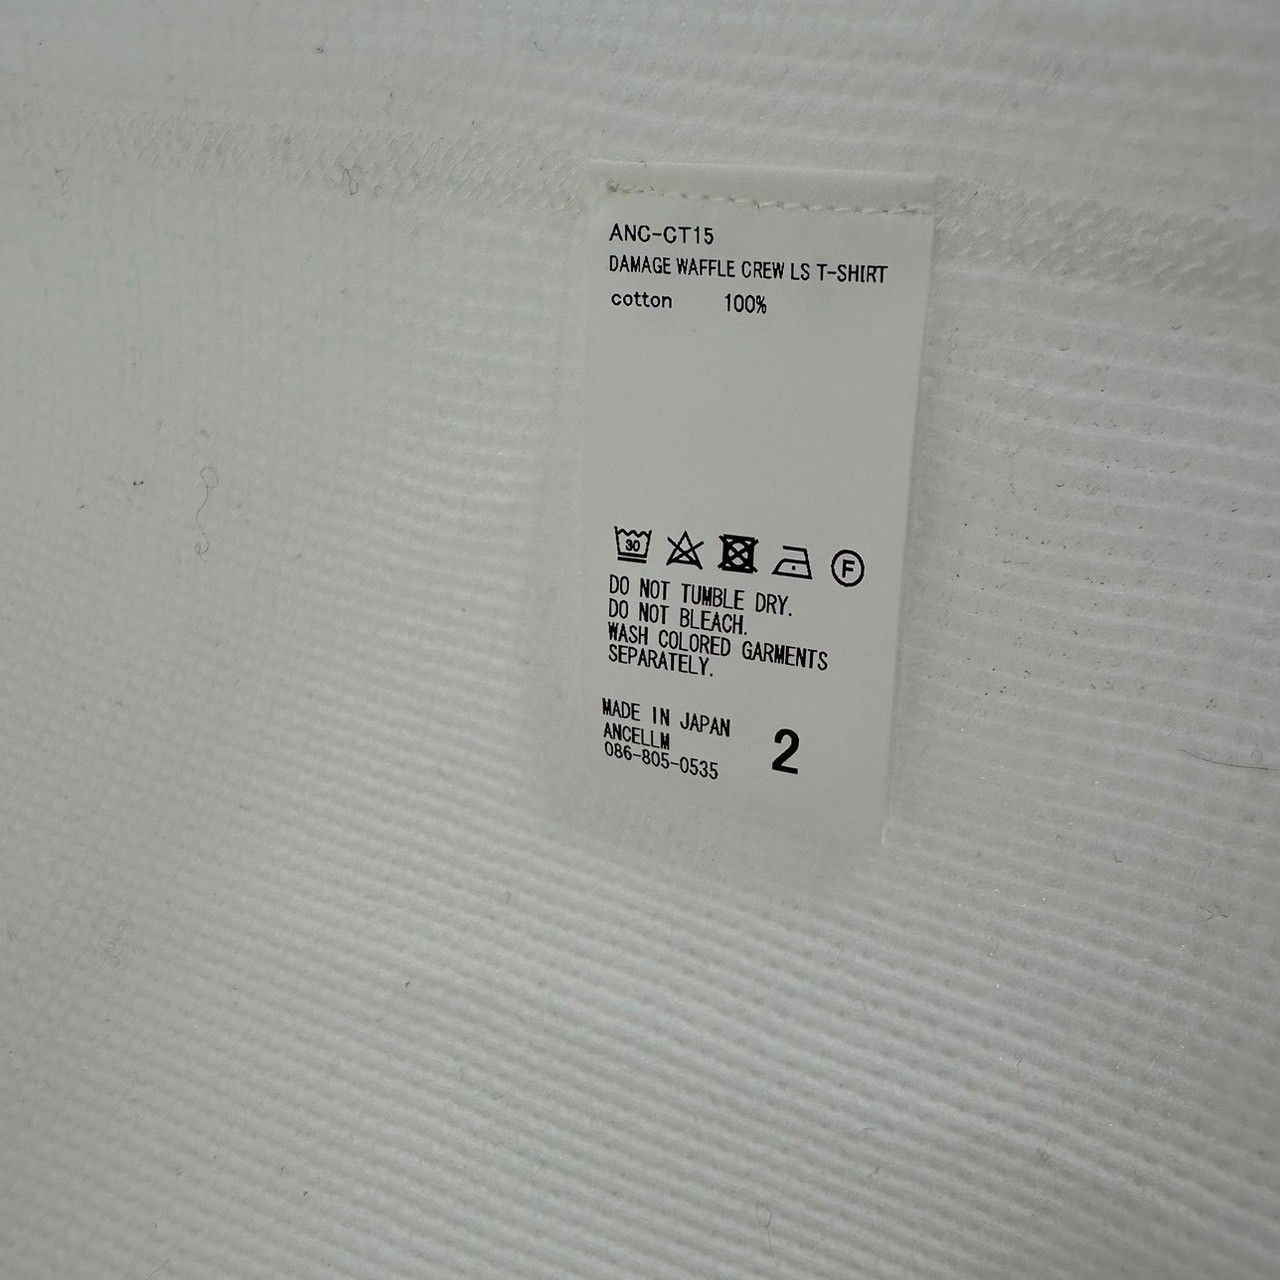 ANC-CT15
DAMAGE WAFFLE CREW LS T-SHIRT
cotton 100%
30
F
DO NOT TUMBLE DRY.
DO NOT BLEACH.
WASH COLORED GARMENTS
SEPARATELY.
MADE IN JAPAN
ANCELLM
086-805-0535
2